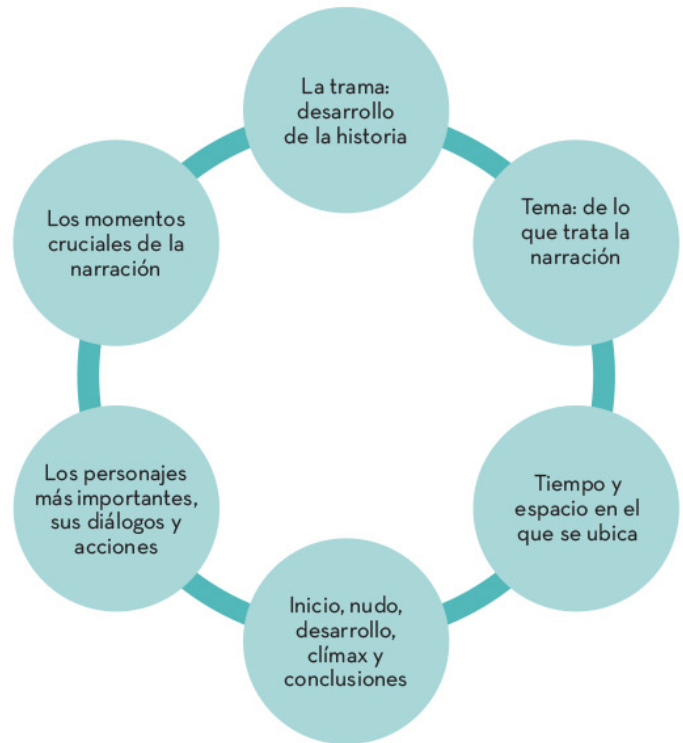 La trama:
desarrollo
de la historia
Tema: de lo
que trata la
narración
Tiempo y
espacio en el
que se ubica
Inicio, nudo,
desarrollo,
clímax y
conclusiones
Los personajes
más importantes,
sus diálogos y
acciones
Los momentos
cruciales de la
narración